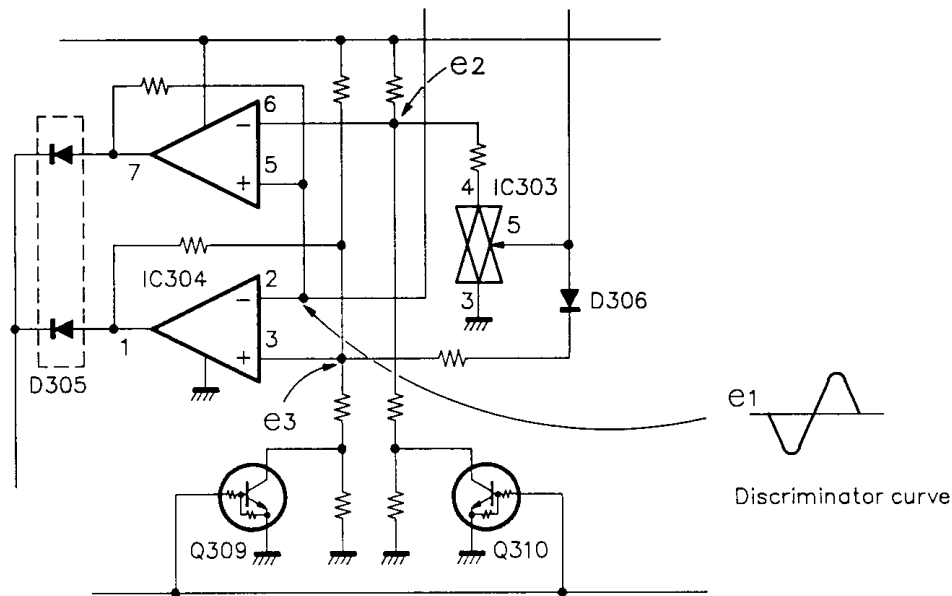 e2
6
−
5
+
7
4
IC303
5
3
IC304
2
−
3
+
1
D305
D306
e3
e1
Q309
Q310
Discriminator curve